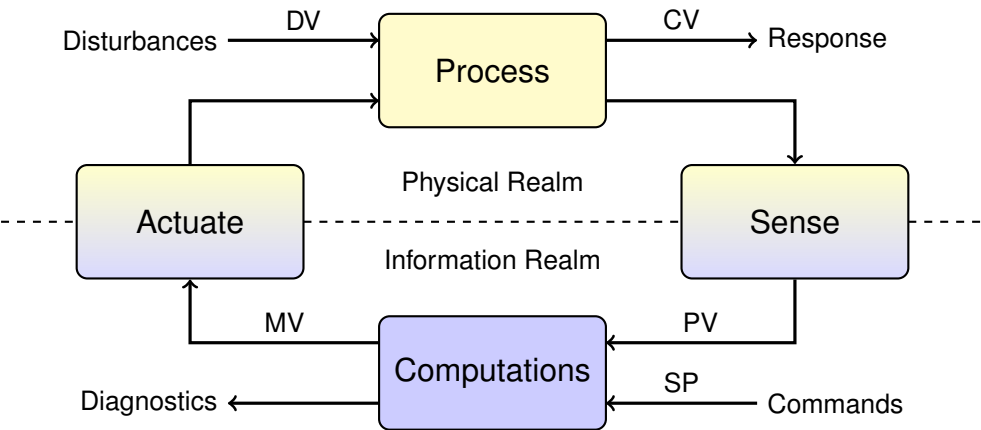 DV
CV
Disturbances
Process
Response
Physical Realm
Actuate
Sense
Information Realm
MV
PV
Computations
SP
Diagnostics
Commands